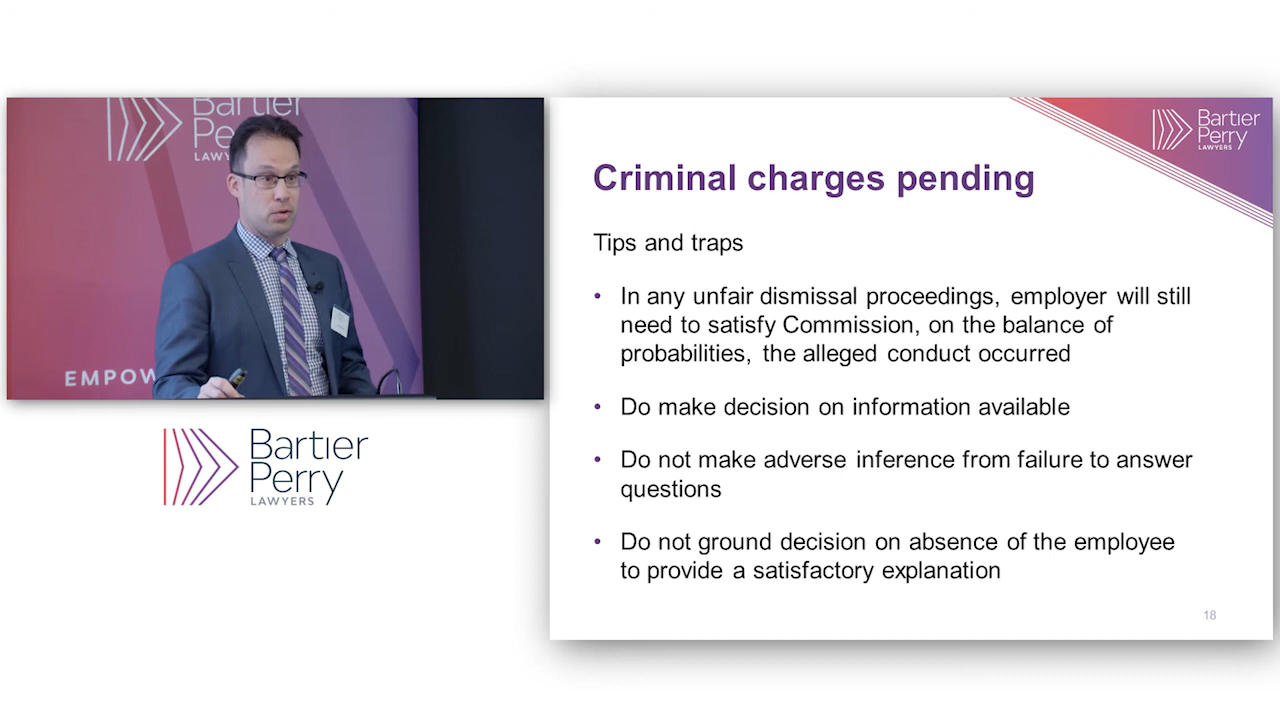 Bartier
Perry
LAWYERS
EMPOW
Bartier
Perry
LAWYERS
Bartier
Perry
LAWYERS
Criminal charges pending
Tips and traps
• In any unfair dismissal proceedings, employer will still
need to satisfy Commission, on the balance of
probabilities, the alleged conduct occurred
• Do make decision on information available
• Do not make adverse inference from failure to answer
questions
• Do not ground decision on absence of the employee
to provide a satisfactory explanation
18